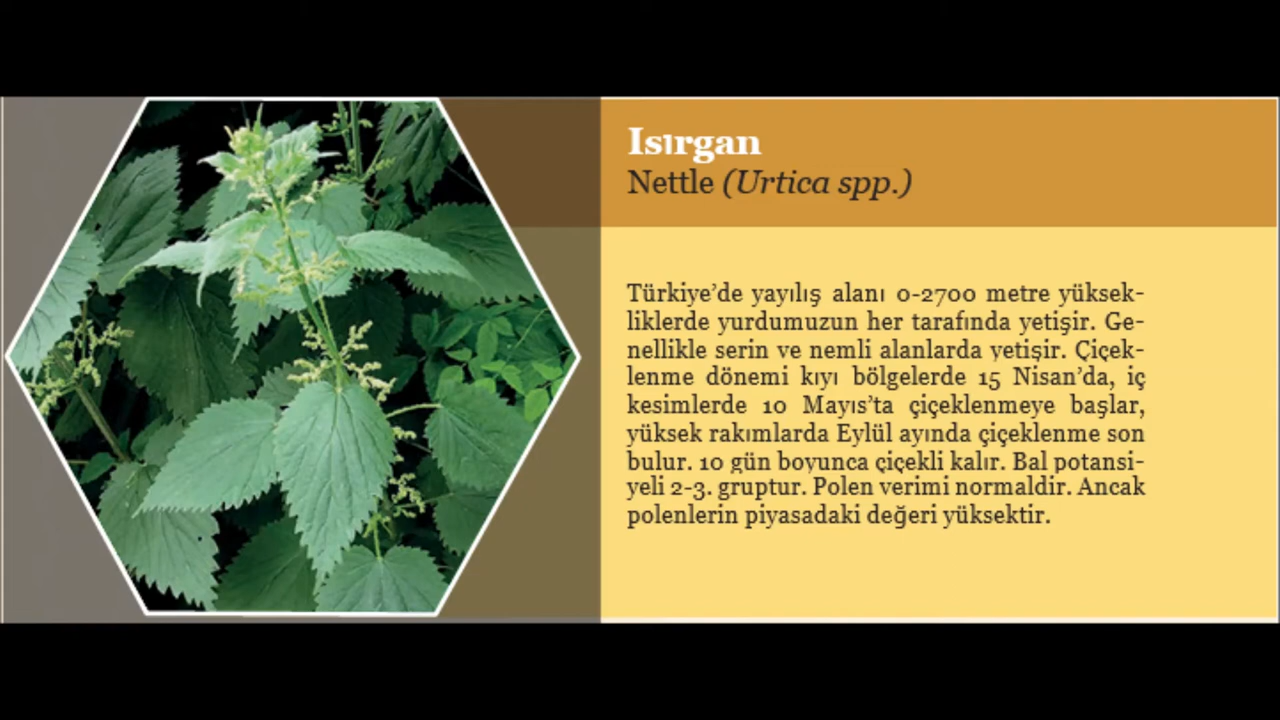 Isırgan
Nettle (Urtica spp.)
Türkiye’de yayılış alanı 0-2700 metre yüksek-
liklerde yurdumuzun her tarafında yetişir. Ge-
nellikle serin ve nemli alanlarda yetişir. Çiçek-
lenme dönemi kıyı bölgelerde 15 Nisan’da, iç
kesimlerde 10 Mayıs’ta çiçeklenmeye başlar,
yüksek rakımlarda Eylül ayında çiçeklenme son
bulur. 10 gün boyunca çiçekli kalır. Bal potansi-
yeli 2-3. gruptur. Polen verimi normaldir. Ancak
polenlerin piyasadaki değeri yüksektir.